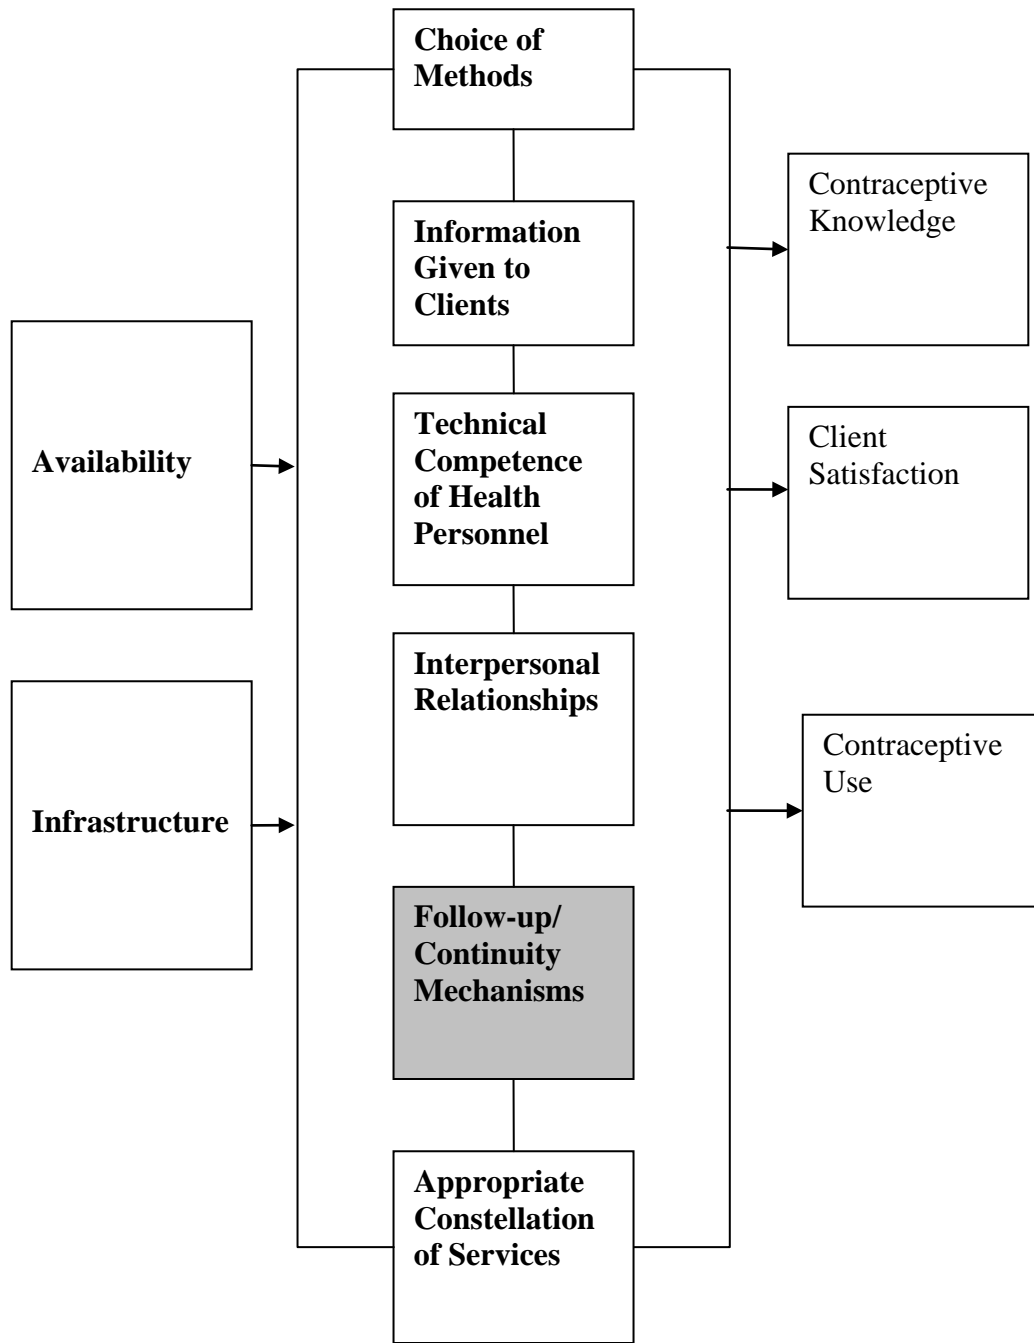 Choice of
Methods
Information
Given to
Clients
Technical
Competence
of Health
Personnel
Interpersonal
Relationships
Follow-up/
Continuity
Mechanisms
Appropriate
Constellation
of Services
Availability
Infrastructure
Contraceptive
Knowledge
Client
Satisfaction
Contraceptive
Use